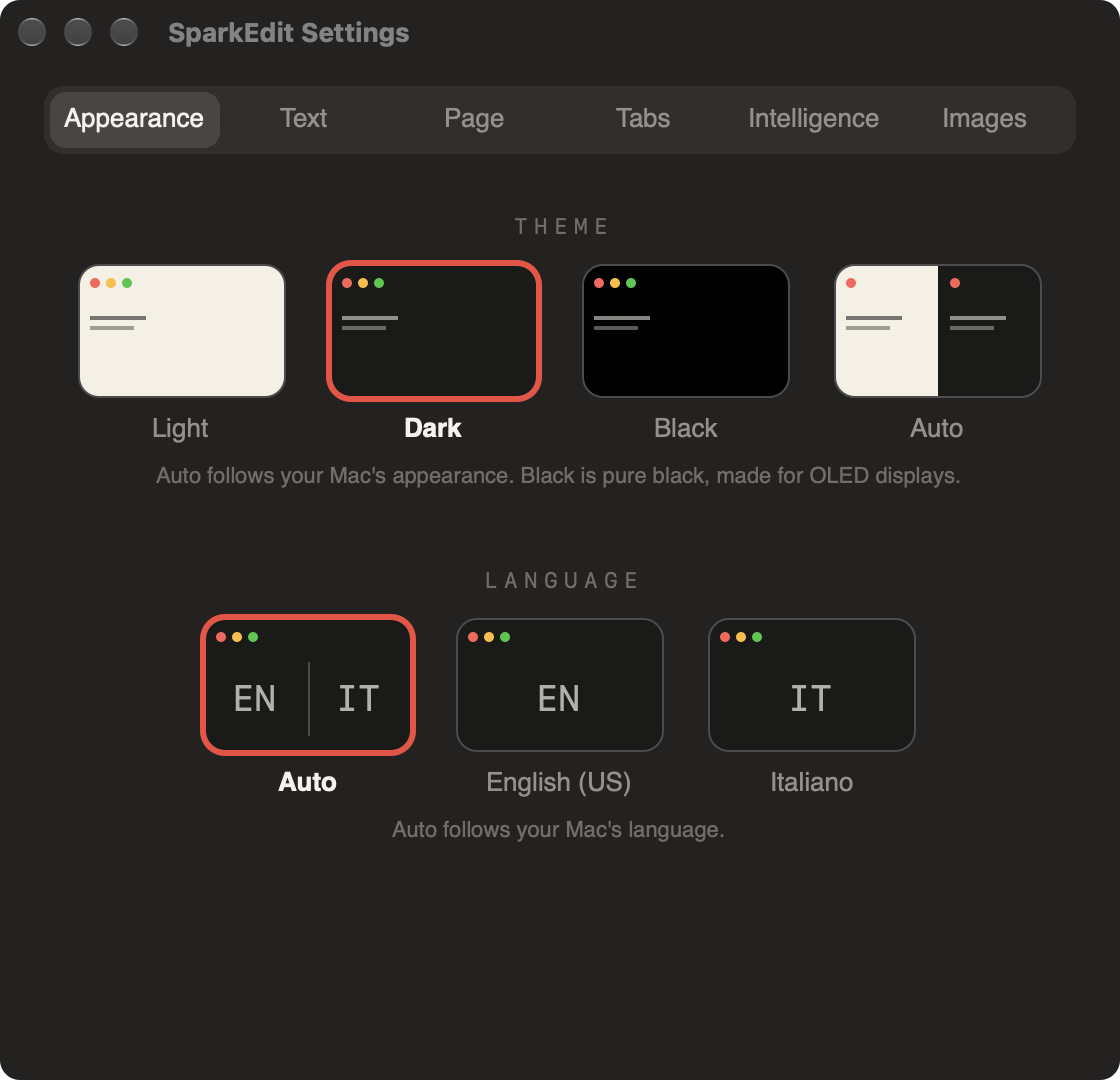 SparkEdit Settings
Appearance Text Page Tabs Intelligence Images
THEME
Light Dark Black Auto
Auto follows your Mac's appearance. Black is pure black, made for OLED displays.
LANGUAGE
EN IT EN IT
Auto English (US) Italiano
Auto follows your Mac's language.